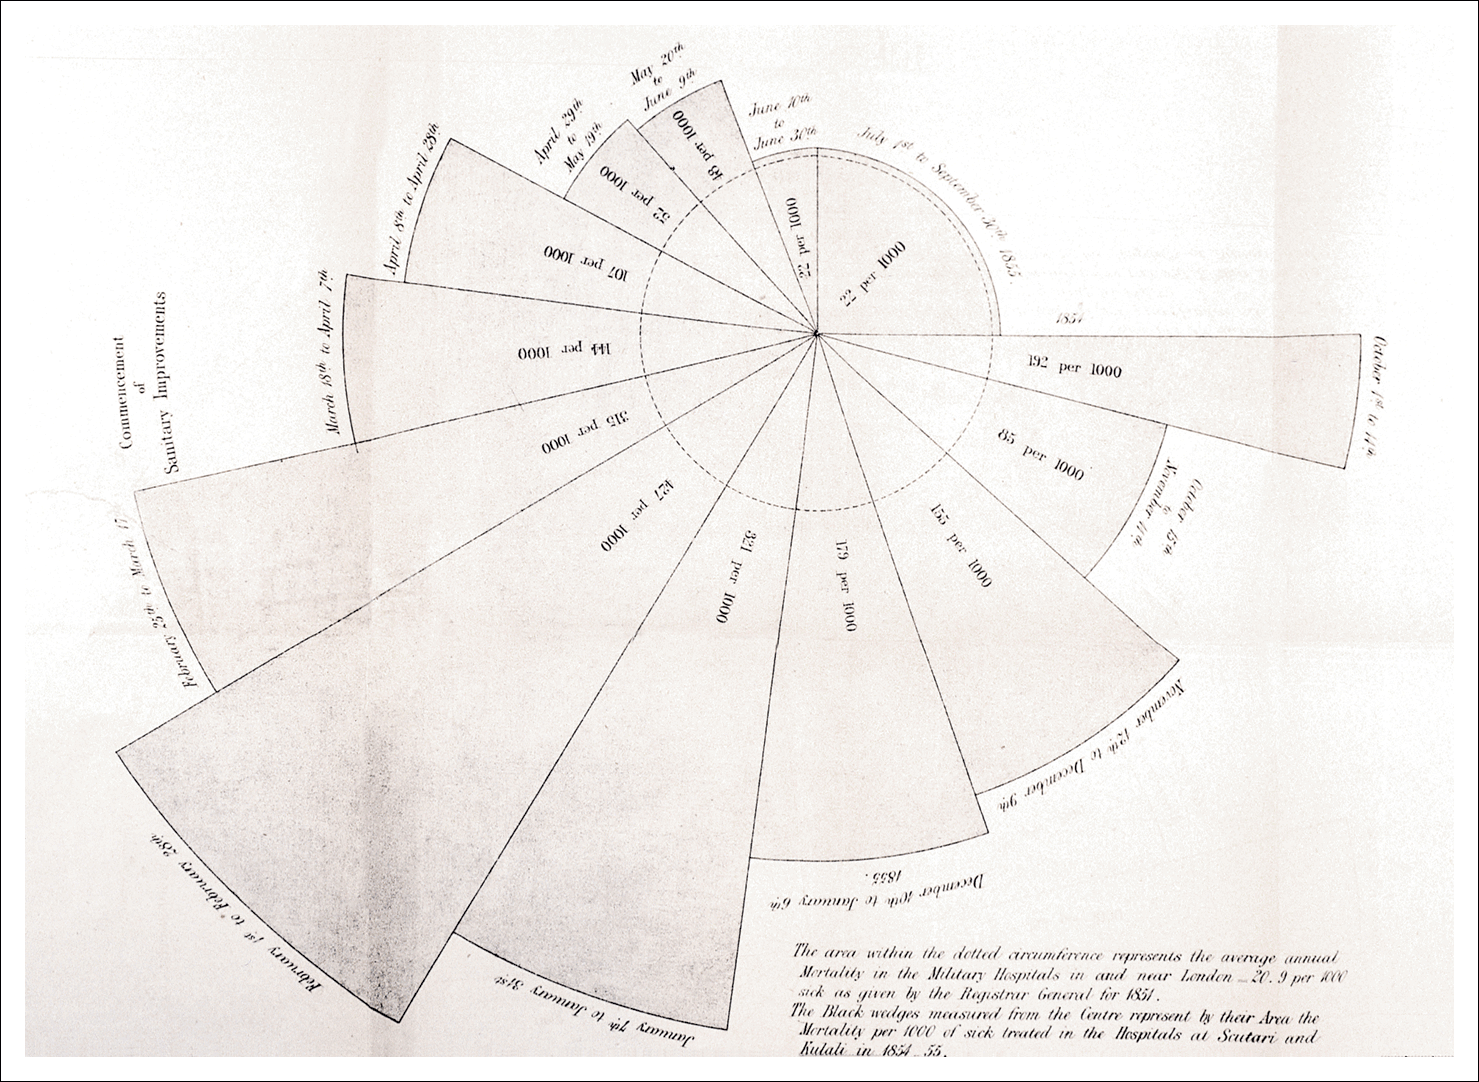 July 1st to September 30th 1855.
22 per 1000
1854
October 1st to 14th
192 per 1000
October 15th
to
November 11th
85 per 1000
November 12th to December 9th
155 per 1000
December 10th to January 6th
1855.
179 per 1000
January 7th to January 31st
321 per 1000
February 1st to February 28th
427 per 1000
February 25th to March 17
315 per 1000
Commencement
of
Sanitary Improvements
March 18th to April 7th
144 per 1000
April 8th to April 28th
107 per 1000
April 29th
to
May 19th
52 per 1000
May 20th
to
June 9th
48 per 1000
June 10th
to
June 30th
22 per 1000
The area within the dotted circumference represents the average annual
Mortality in the Military Hospitals in and near London _ 20.9 per 1000
sick as given by the Registrar General for 1851.
The Black wedges measured from the Centre represent by their Area the
Mortality per 1000 of sick treated in the Hospitals at Scutari and
Kulali in 1854_55.